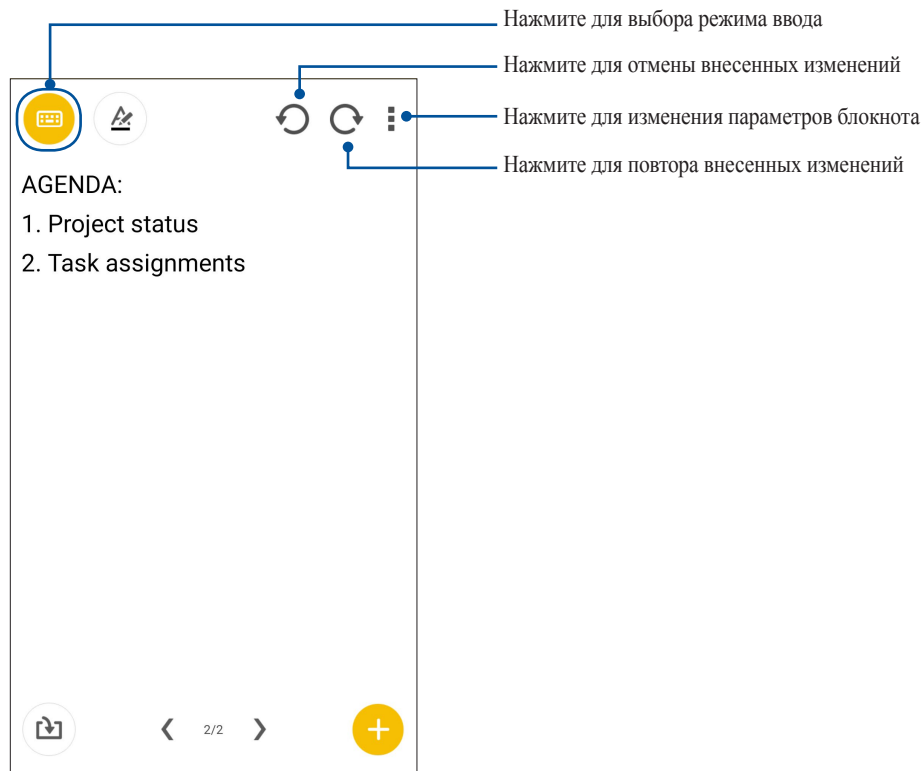 Нажмите для выбора режима ввода
Нажмите для отмены внесенных изменений
Нажмите для изменения параметров блокнота
Нажмите для повтора внесенных изменений
AGENDA:
1. Project status
2. Task assignments
2/2